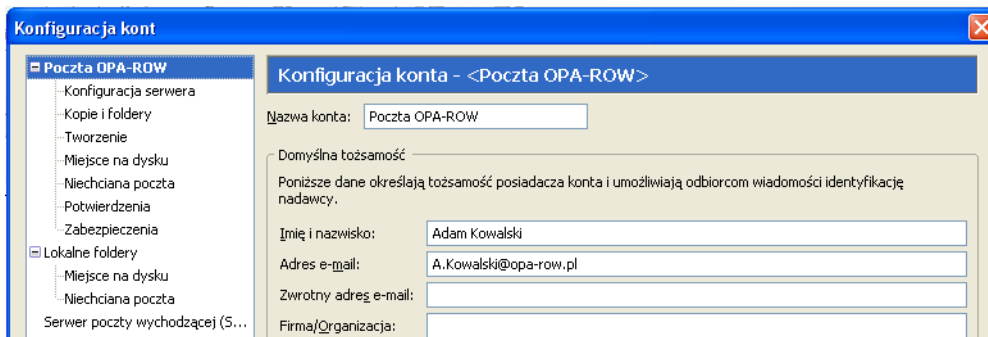 Konfiguracja kont
Poczta OPA-ROW
Konfiguracja serwera
Kopie i foldery
Tworzenie
Miejsce na dysku
Niechciana poczta
Potwierdzenia
Zabezpieczenia
Lokalne foldery
Miejsce na dysku
Niechciana poczta
Serwer poczty wychodzącej (S...
Konfiguracja konta - <Poczta OPA-ROW>
Nazwa konta: Poczta OPA-ROW
Domyślna tożsamość
Poniższe dane określają tożsamość posiadacza konta i umożliwiają odbiorcom wiadomości identyfikację
nadawcy.
Imię i nazwisko: Adam Kowalski
Adres e-mail: A.Kowalski@opa-row.pl
Zwrotny adres e-mail:
Firma/Organizacja: